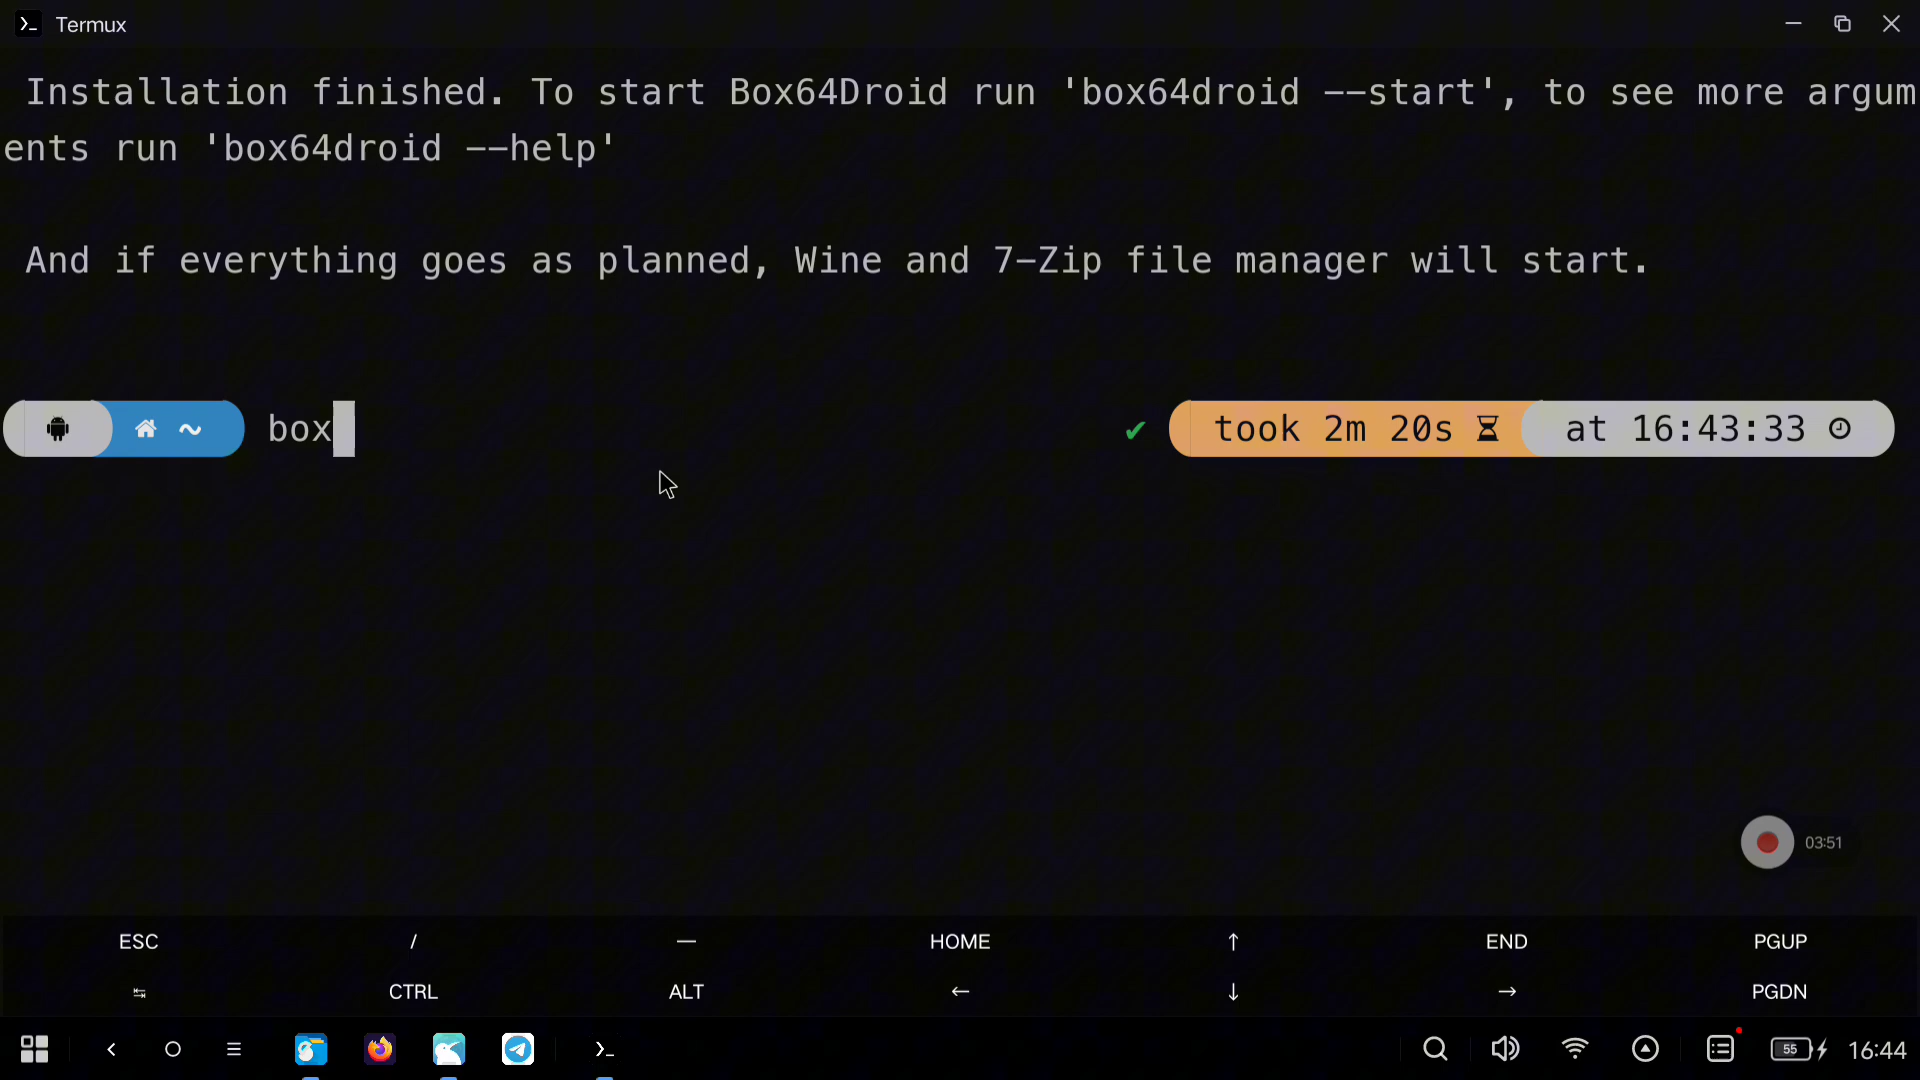 Termux
Installation finished. To start Box64Droid run 'box64droid --start', to see more argum
ents run 'box64droid --help'
And if everything goes as planned, Wine and 7-Zip file manager will start.
~ box ✔ took 2m 20s at 16:43:33
03:51
ESC / — HOME ↑ END PGUP
↹ CTRL ALT ← ↓ → PGDN
55 16:44